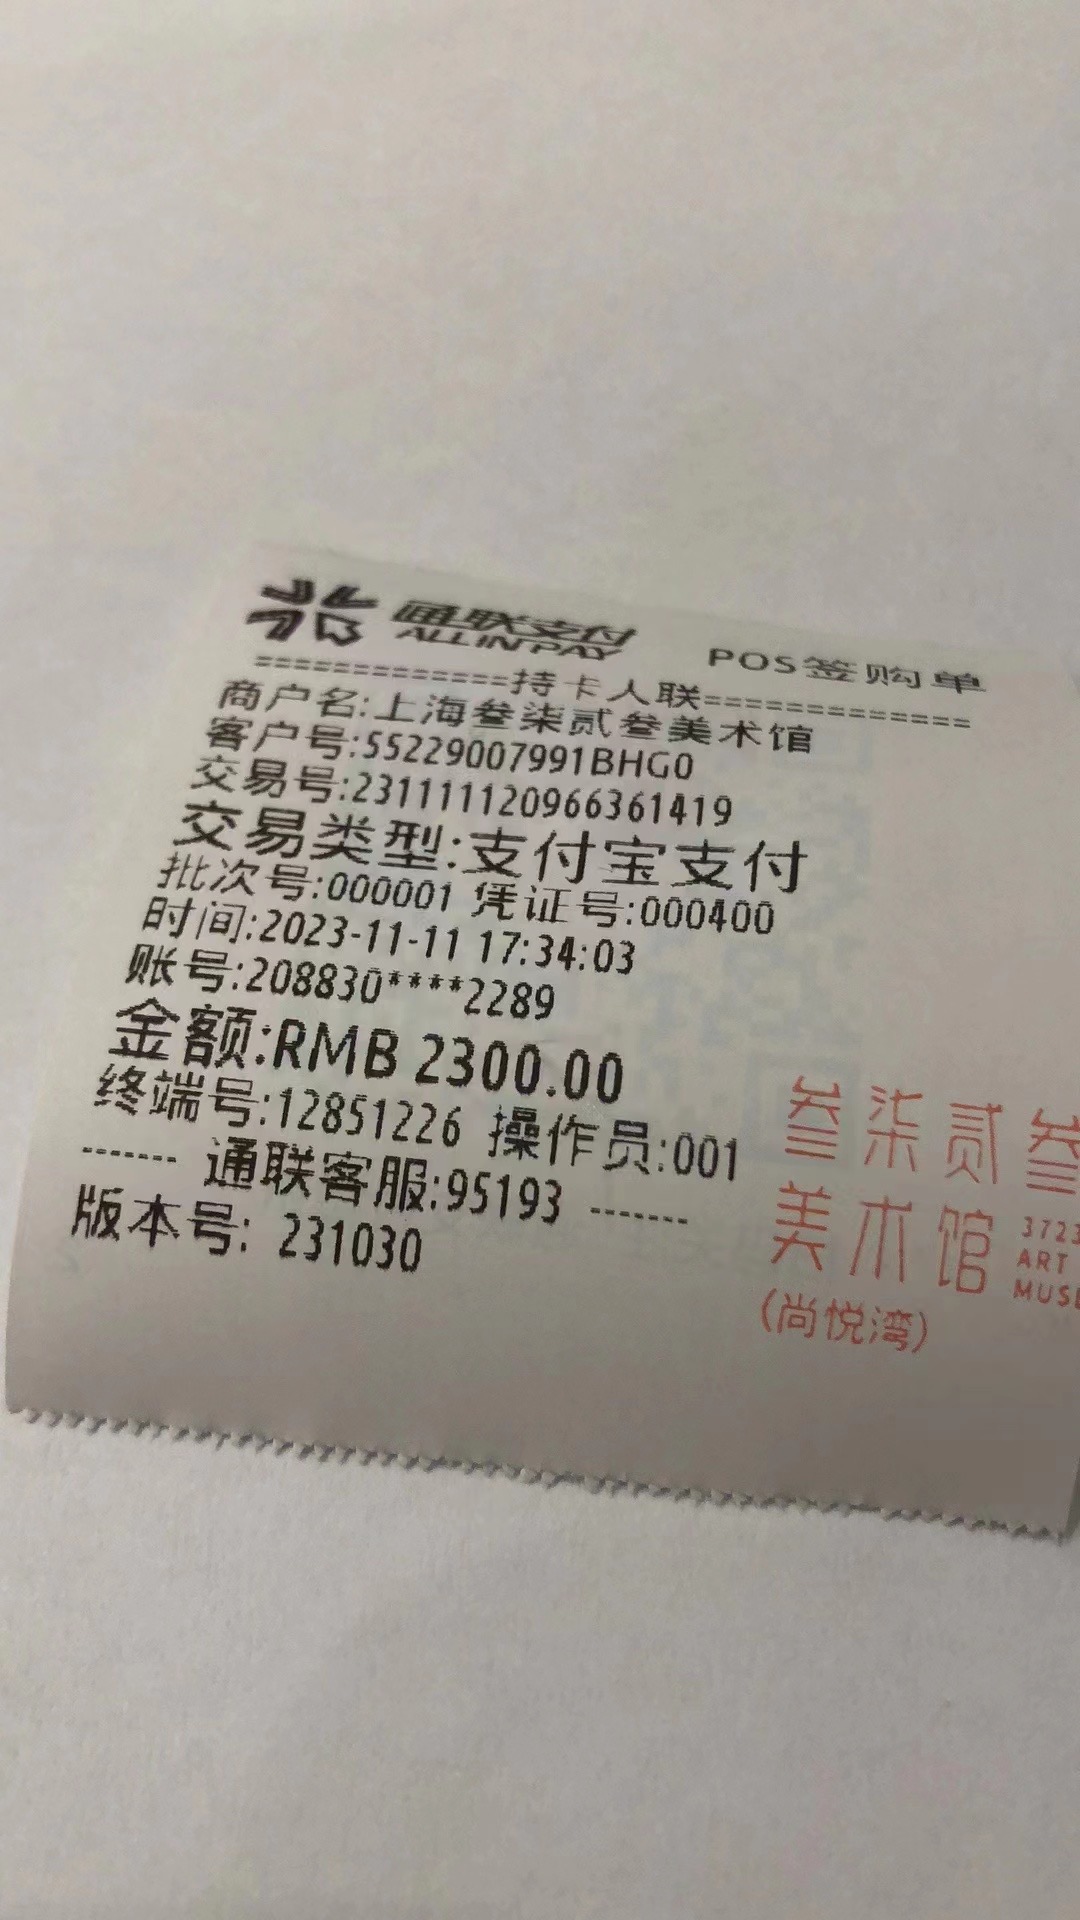 通联支付 POS签购单
ALLINPAY
=============持卡人联=============
商户名:上海叁柒贰叁美术馆
客户号:55229007991BHG0
交易号:231111120966361419
交易类型:支付宝支付
批次号:000001 凭证号:000400
时间:2023-11-11 17:34:03
账号:208830****2289
金额:RMB 2300.00
终端号:12851226 操作员:001
------- 通联客服:95193 -------
版本号: 231030
叁柒贰叁
美术馆
3723
ART
(尚悦湾)